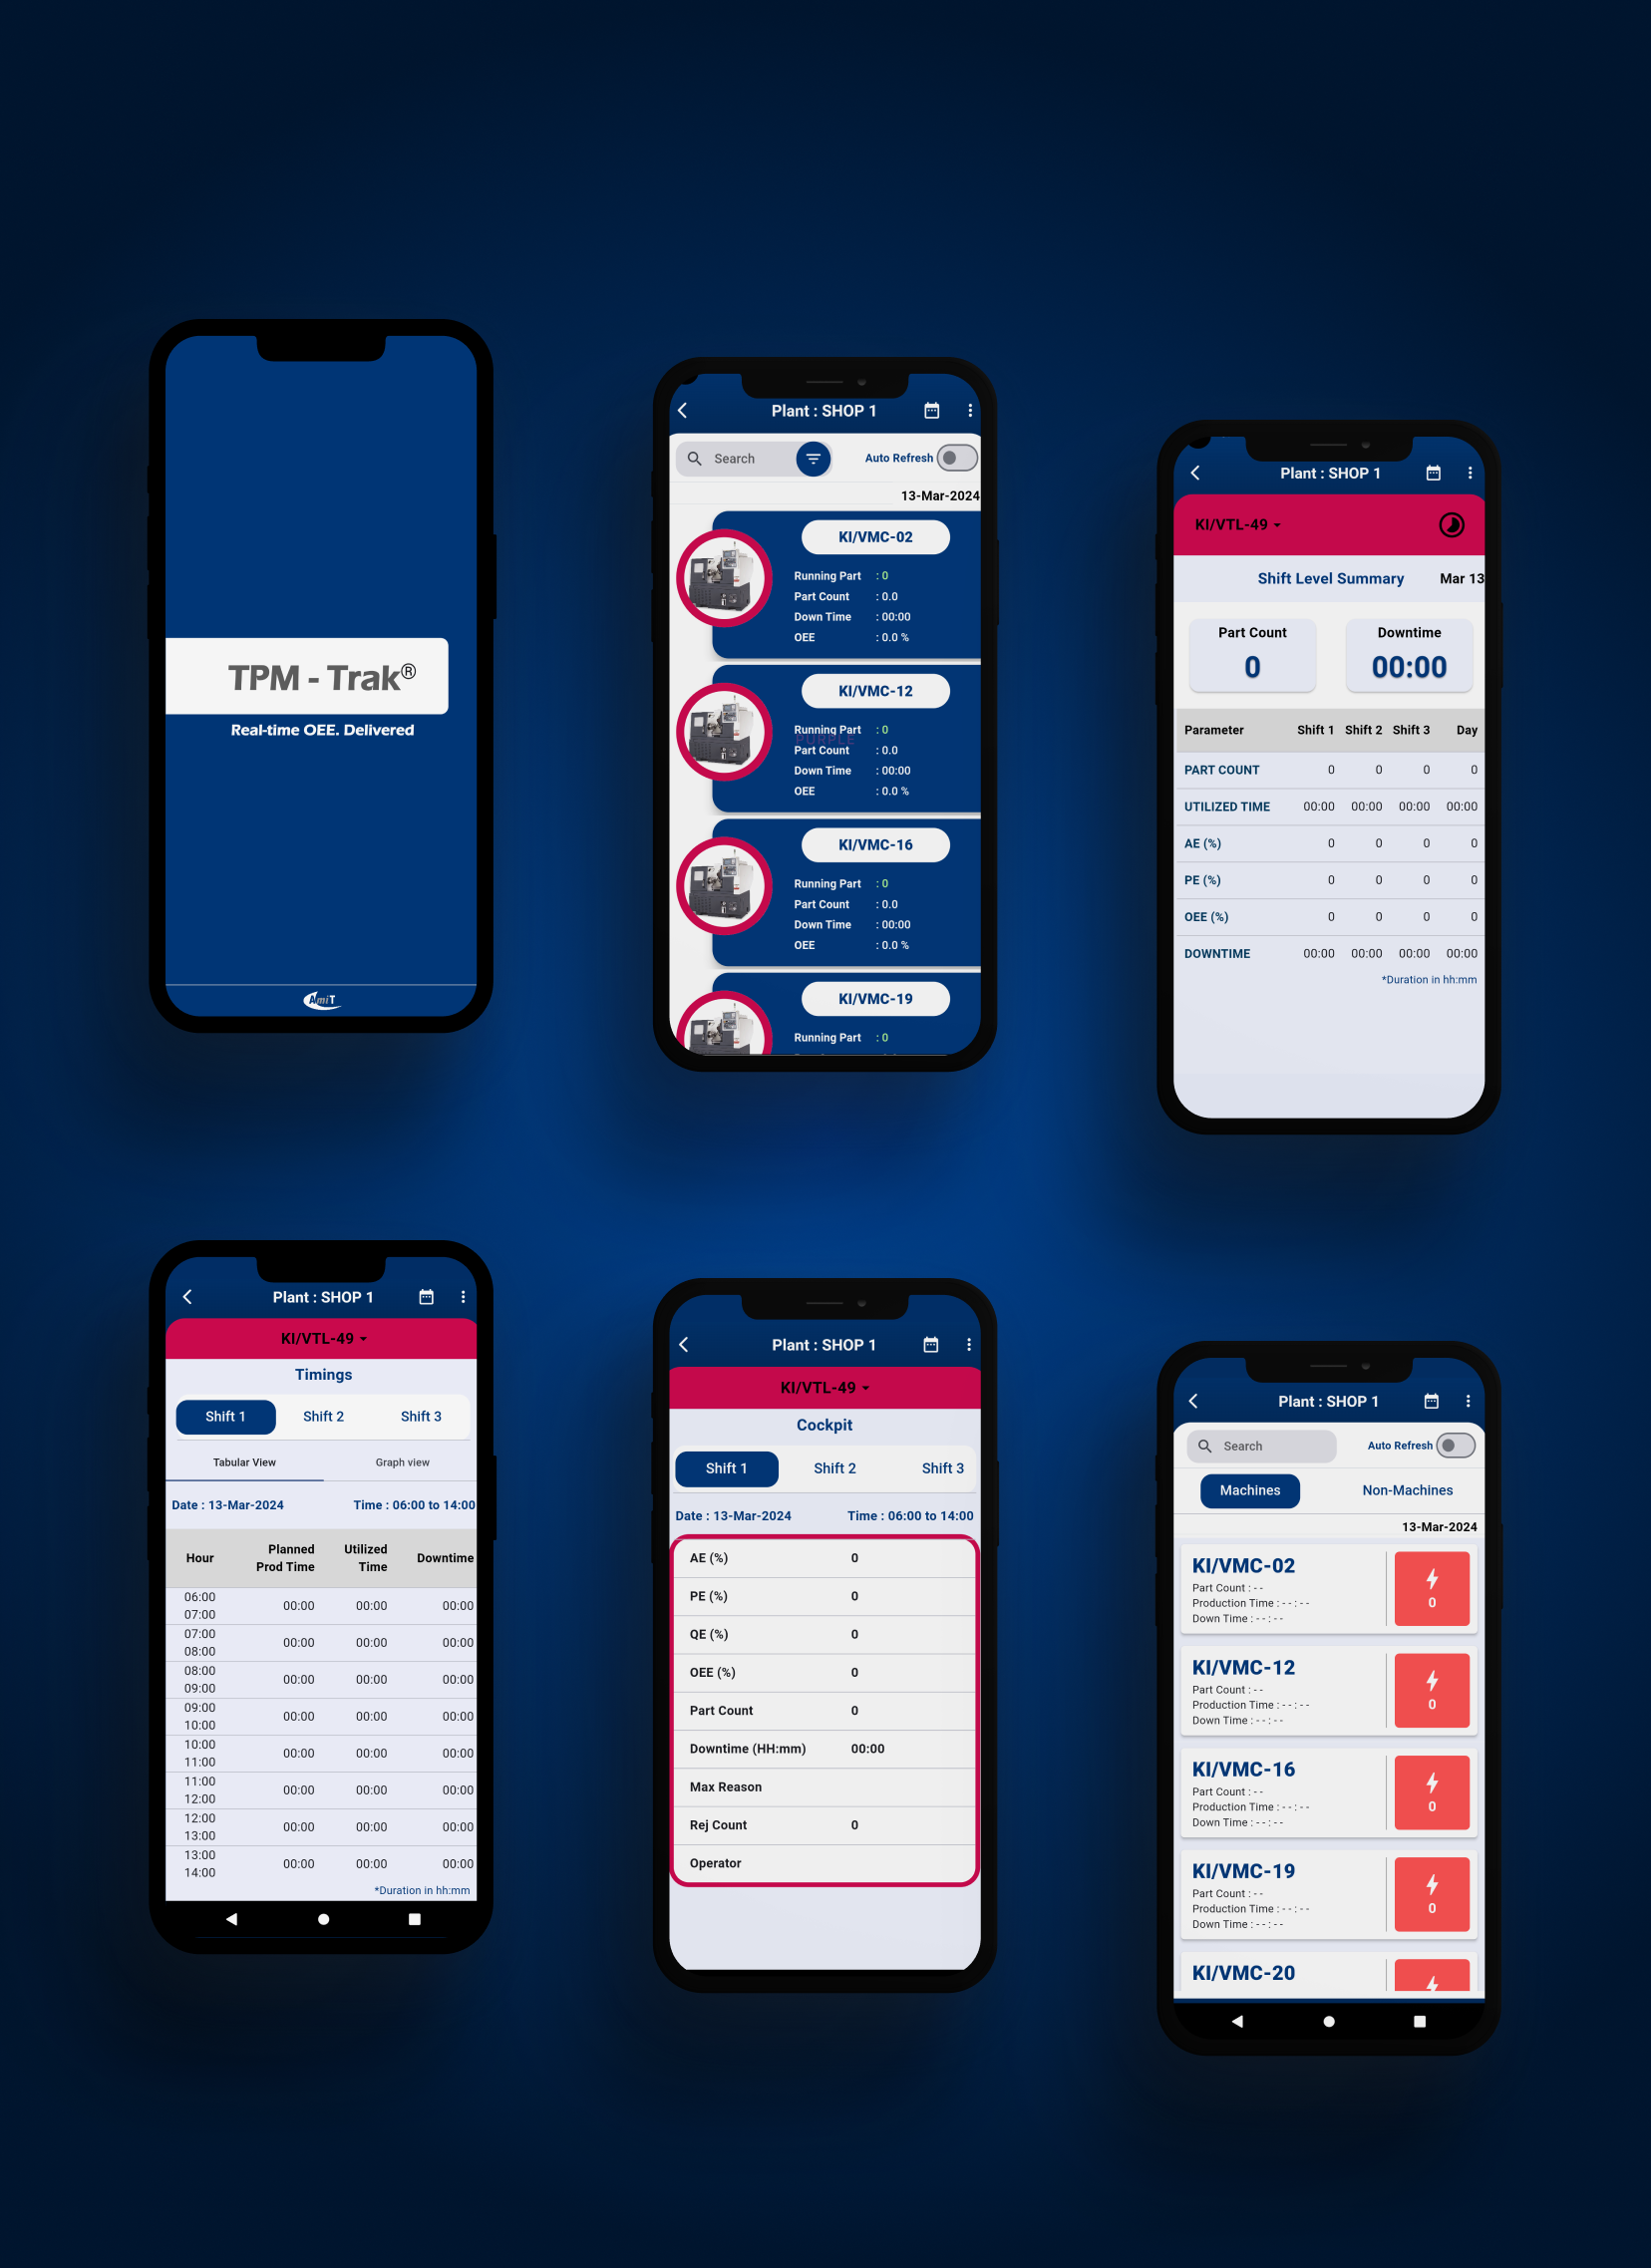 TPM - Trak®
Real-time OEE. Delivered
AmiT
Plant : SHOP 1
Search
Auto Refresh
13-Mar-2024
KI/VMC-02
Running Part : 0
Part Count : 0.0
Down Time : 00:00
OEE : 0.0 %
KI/VMC-12
Running Part : 0
PURPLE
Part Count : 0.0
Down Time : 00:00
OEE : 0.0 %
KI/VMC-16
Running Part : 0
Part Count : 0.0
Down Time : 00:00
OEE : 0.0 %
KI/VMC-19
Running Part : 0
Plant : SHOP 1
KI/VTL-49
Shift Level Summary Mar 13
Part Count Downtime
0 00:00
Parameter Shift 1 Shift 2 Shift 3 Day
PART COUNT 0 0 0 0
UTILIZED TIME 00:00 00:00 00:00 00:00
AE (%) 0 0 0 0
PE (%) 0 0 0 0
OEE (%) 0 0 0 0
DOWNTIME 00:00 00:00 00:00 00:00
*Duration in hh:mm
Plant : SHOP 1
KI/VTL-49
Timings
Shift 1 Shift 2 Shift 3
Tabular View Graph view
Date : 13-Mar-2024 Time : 06:00 to 14:00
Hour Planned Prod Time Utilized Time Downtime
06:00
07:00 00:00 00:00 00:00
07:00
08:00 00:00 00:00 00:00
08:00
09:00 00:00 00:00 00:00
09:00
10:00 00:00 00:00 00:00
10:00
11:00 00:00 00:00 00:00
11:00
12:00 00:00 00:00 00:00
12:00
13:00 00:00 00:00 00:00
13:00
14:00 00:00 00:00 00:00
*Duration in hh:mm
Plant : SHOP 1
KI/VTL-49
Cockpit
Shift 1 Shift 2 Shift 3
Date : 13-Mar-2024 Time : 06:00 to 14:00
AE (%) 0
PE (%) 0
QE (%) 0
OEE (%) 0
Part Count 0
Downtime (HH:mm) 00:00
Max Reason
Rej Count 0
Operator
Plant : SHOP 1
Search
Auto Refresh
Machines Non-Machines
13-Mar-2024
KI/VMC-02
Part Count : - -
Production Time : - - : - -
Down Time : - - : - -
0
KI/VMC-12
Part Count : - -
Production Time : - - : - -
Down Time : - - : - -
0
KI/VMC-16
Part Count : - -
Production Time : - - : - -
Down Time : - - : - -
0
KI/VMC-19
Part Count : - -
Production Time : - - : - -
Down Time : - - : - -
0
KI/VMC-20